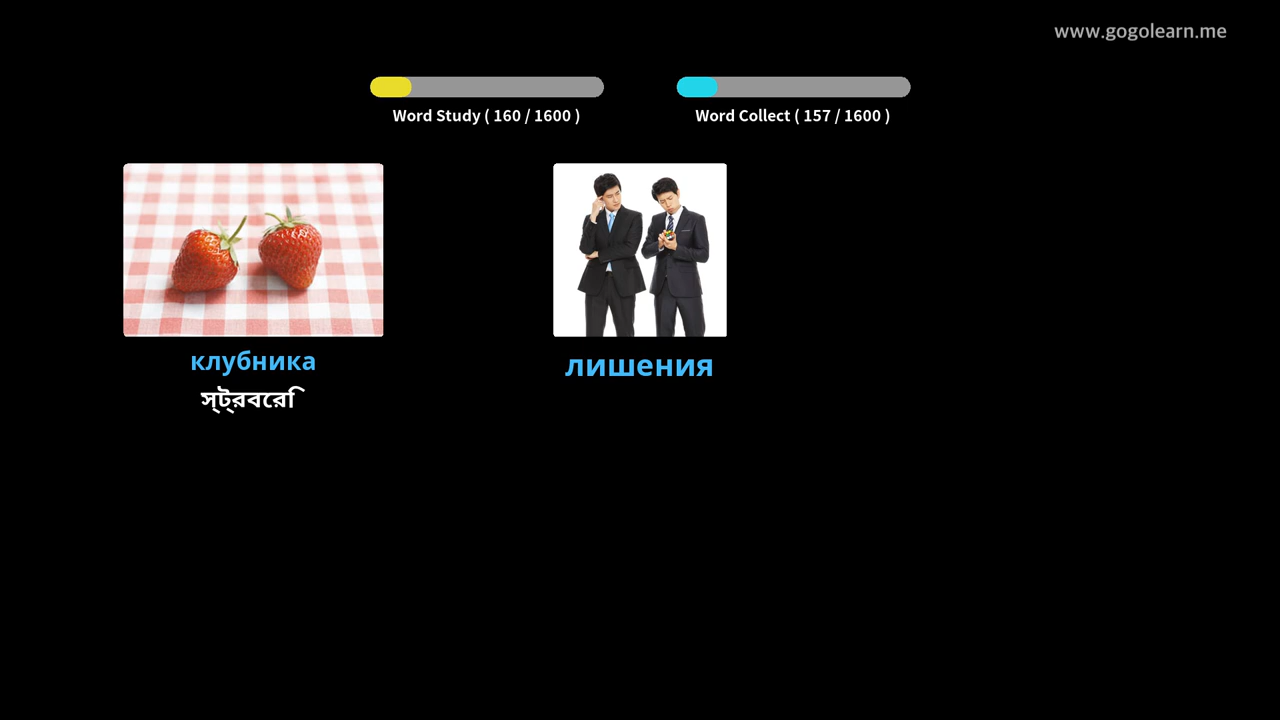 www.gogolearn.me
Word Study ( 160 / 1600 )
Word Collect ( 157 / 1600 )
клубника
স্ট্রবেরি
лишения